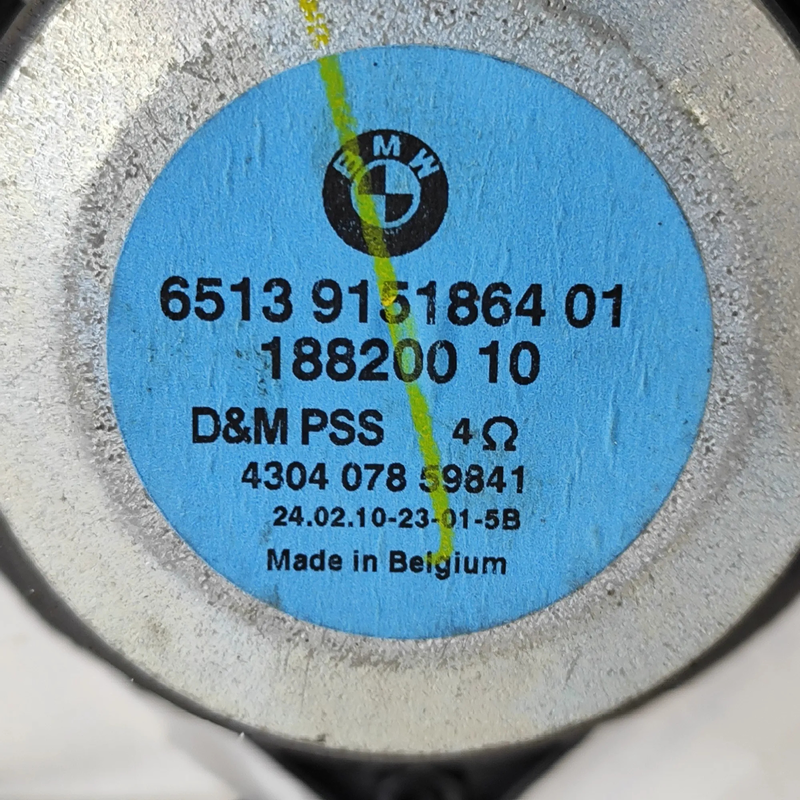 BMW
6513 9151864 01
188200 10
D&M PSS 4Ω
4304 078 59841
24.02.10-23-01-5B
Made in Belgium